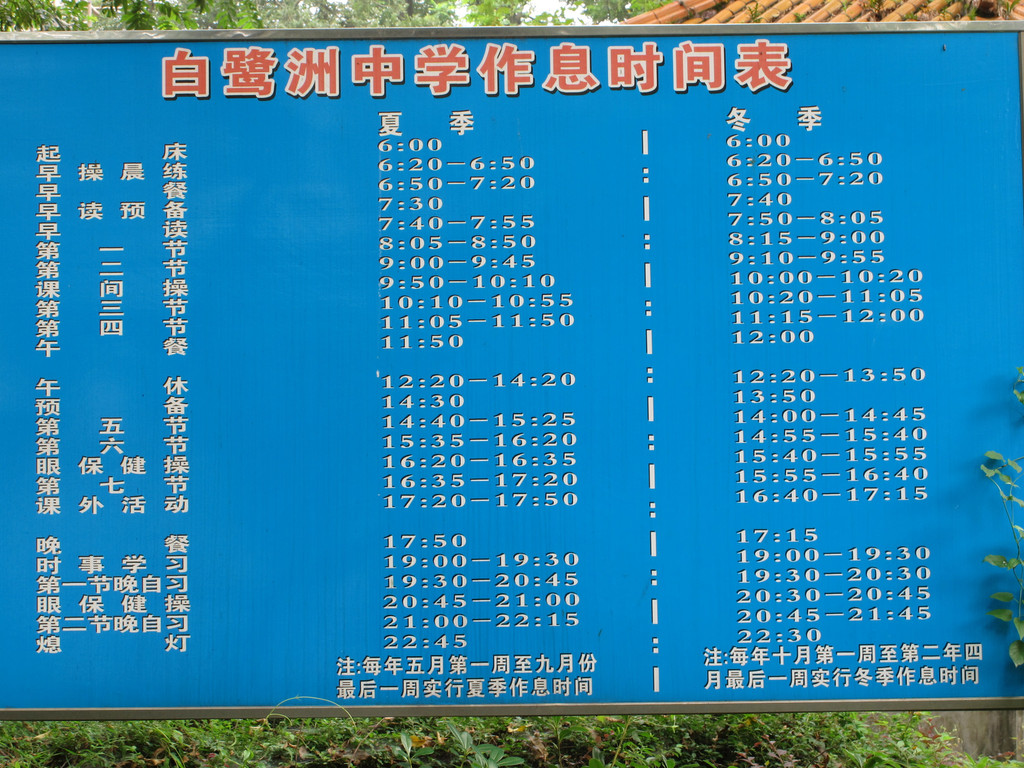 白鹭洲中学作息时间表
夏 季 冬 季
起 床 6:00 6:00
早 操 晨 练 6:20—6:50 6:20—6:50
早 餐 6:50—7:20 6:50—7:20
早 读 预 备 7:30 7:40
早 读 7:40—7:55 7:50—8:05
第 一 节 8:05—8:50 8:15—9:00
第 二 节 9:00—9:45 9:10—9:55
课 间 操 9:50—10:10 10:00—10:20
第 三 节 10:10—10:55 10:20—11:05
第 四 节 11:05—11:50 11:15—12:00
午 餐 11:50 12:00
午 休 12:20—14:20 12:20—13:50
预 备 14:30 13:50
第 五 节 14:40—15:25 14:00—14:45
第 六 节 15:35—16:20 14:55—15:40
眼 保 健 操 16:20—16:35 15:40—15:55
第 七 节 16:35—17:20 15:55—16:40
课 外 活 动 17:20—17:50 16:40—17:15
晚 餐 17:50 17:15
时 事 学 习 19:00—19:30 19:00—19:30
第一节晚自习 19:30—20:45 19:30—20:30
眼 保 健 操 20:45—21:00 20:30—20:45
第二节晚自习 21:00—22:15 20:45—21:45
熄 灯 22:45 22:30
注:每年五月第一周至九月份
最后一周实行夏季作息时间
注:每年十月第一周至第二年四
月最后一周实行冬季作息时间